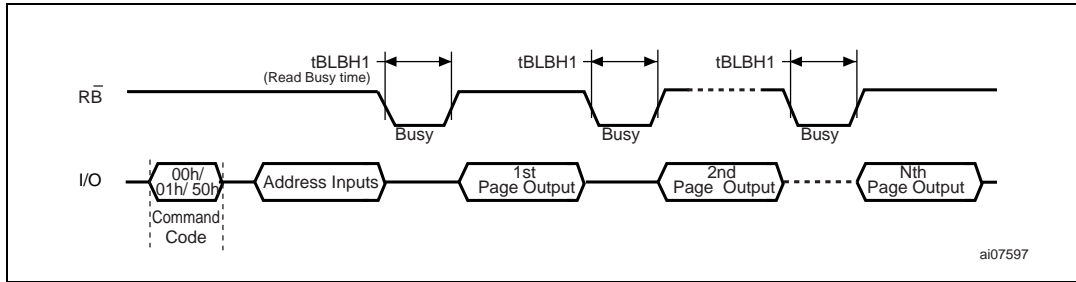 tBLBH1
(Read Busy time)
tBLBH1
tBLBH1
RB̅
Busy
Busy
Busy
I/O
00h/
01h/ 50h
Address Inputs
1st
Page Output
2nd
Page Output
Nth
Page Output
Command
Code
ai07597